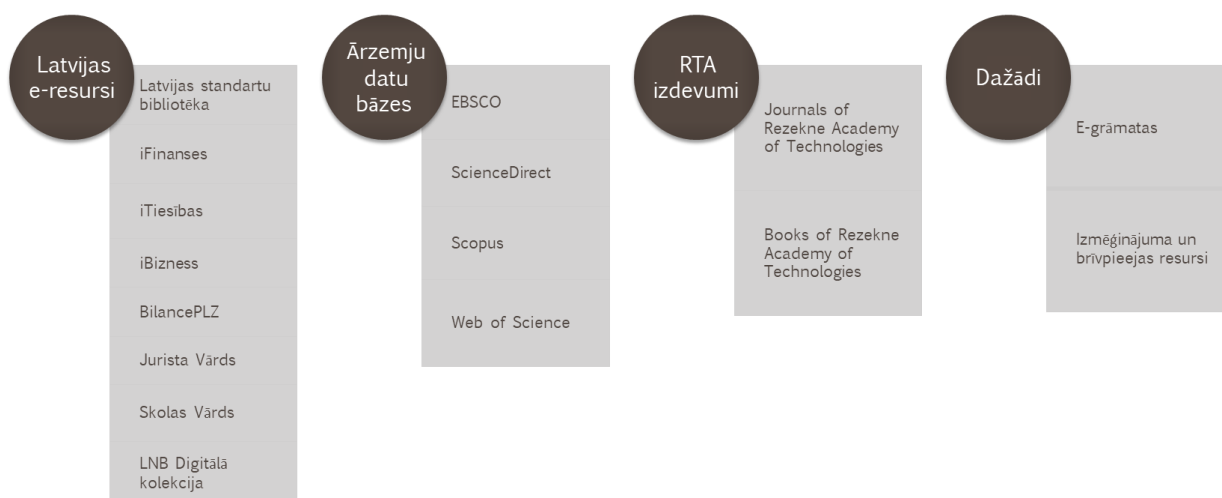 Latvijas
e-resursi
Latvijas standartu
bibliotēka
iFinanses
iTiesības
iBizness
BilancePLZ
Jurista Vārds
Skolas Vārds
LNB Digitālā
kolekcija
Ārzemju
datu
bāzes
EBSCO
ScienceDirect
Scopus
Web of Science
RTA
izdevumi
Journals of
Rezekne Academy
of Technologies
Books of Rezekne
Academy of
Technologies
Dažādi
E-grāmatas
Izmēģinājuma un
brīvpieejas resursi